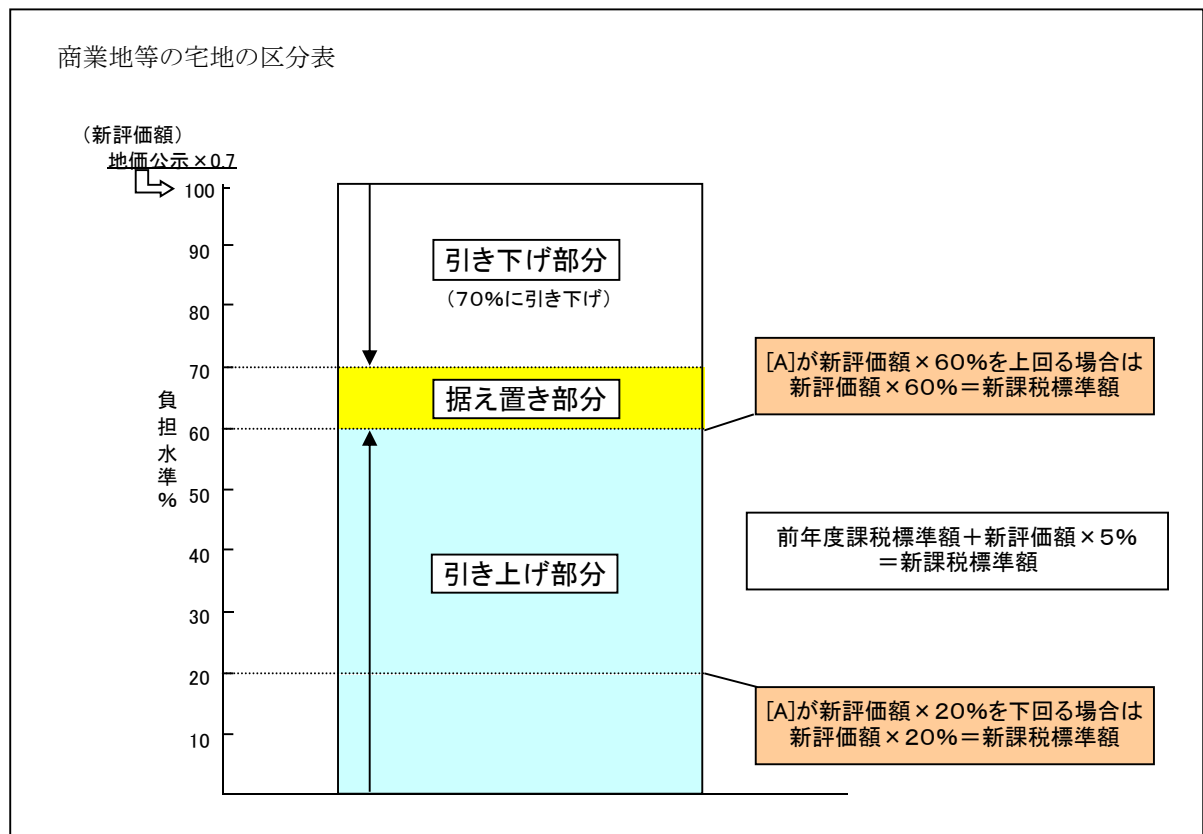 商業地等の宅地の区分表
（新評価額）
地価公示×0.7
100
90
80
70
60
50
40
30
20
10
負担水準%
引き下げ部分
（70%に引き下げ）
据え置き部分
引き上げ部分
[A]が新評価額×60%を上回る場合は
新評価額×60%＝新課税標準額
前年度課税標準額＋新評価額×5%
＝新課税標準額
[A]が新評価額×20%を下回る場合は
新評価額×20%＝新課税標準額